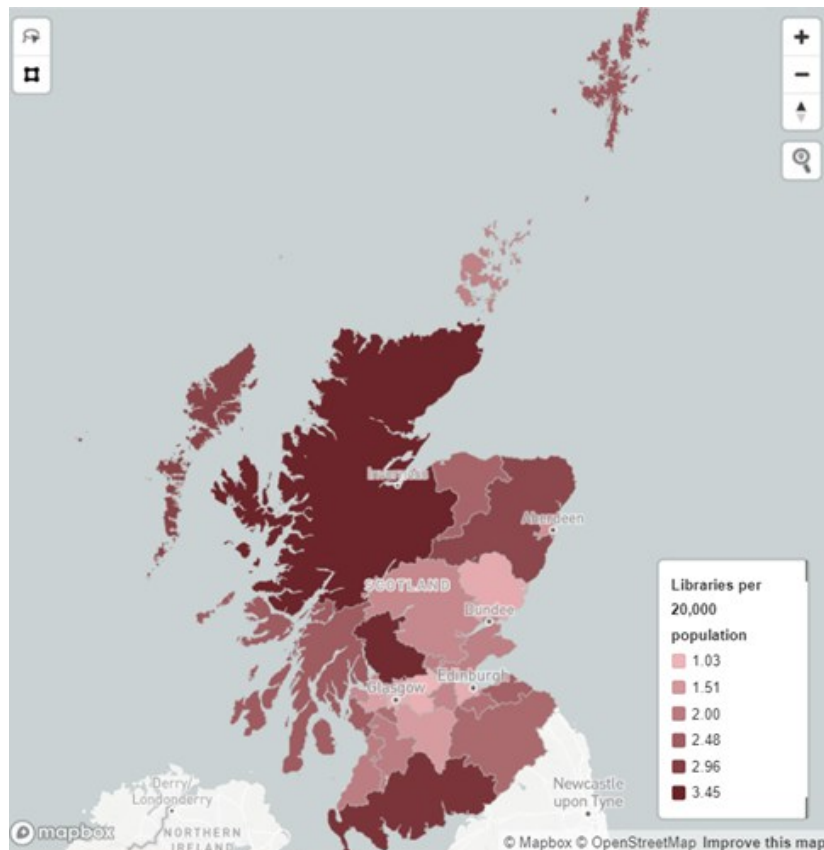 Inverness
Aberdeen
SCOTLAND
Dundee
Edinburgh
Glasgow
Derry/
Londonderry
NORTHERN
IRELAND
Newcastle
upon Tyne
Libraries per
20,000
population
1.03
1.51
2.00
2.48
2.96
3.45
mapbox
© Mapbox © OpenStreetMap Improve this map